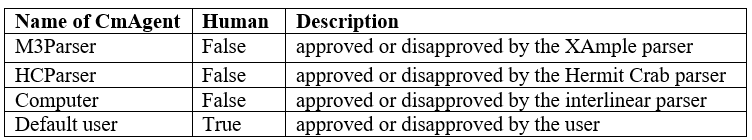 Name of CmAgent Human Description
M3Parser False approved or disapproved by the XAmple parser
HCParser False approved or disapproved by the Hermit Crab parser
Computer False approved or disapproved by the interlinear parser
Default user True approved or disapproved by the user